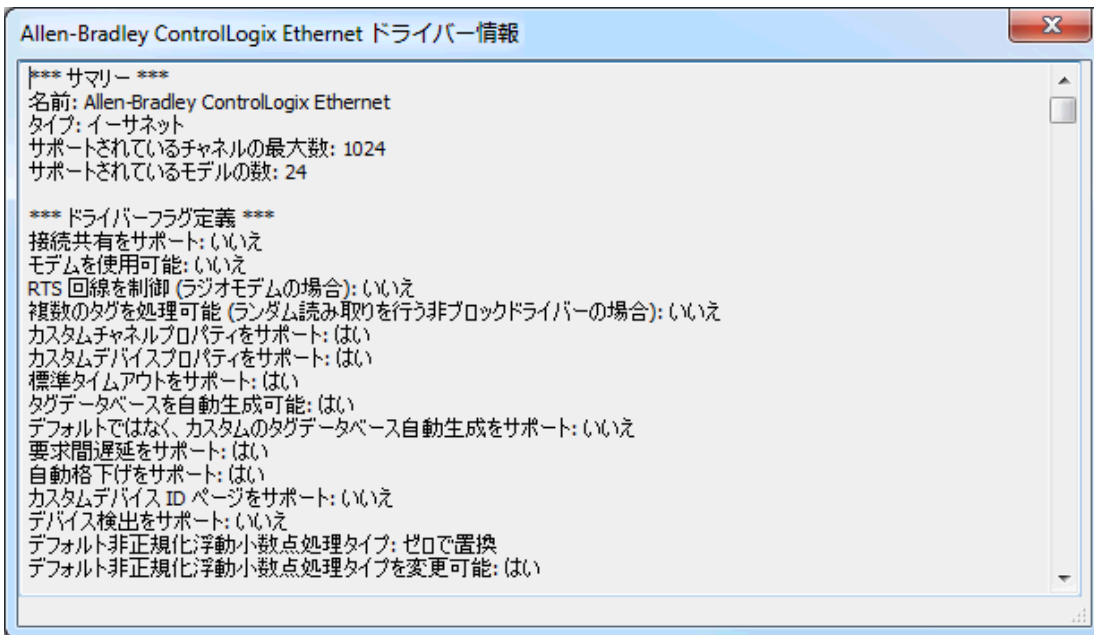 Allen-Bradley ControlLogix Ethernet ドライバー情報
*** サマリー ***
名前: Allen-Bradley ControlLogix Ethernet
タイプ: イーサネット
サポートされているチャネルの最大数: 1024
サポートされているモデルの数: 24
*** ドライバーフラグ定義 ***
接続共有をサポート: いいえ
モデムを使用可能: いいえ
RTS 回線を制御 (ラジオモデムの場合): いいえ
複数のタグを処理可能 (ランダム読み取りを行う非ブロックドライバーの場合): いいえ
カスタムチャネルプロパティをサポート: はい
カスタムデバイスプロパティをサポート: はい
標準タイムアウトをサポート: はい
タグデータベースを自動生成可能: はい
デフォルトではなく、カスタムのタグデータベース自動生成をサポート: いいえ
要求間遅延をサポート: はい
自動格下げをサポート: はい
カスタムデバイス ID ページをサポート: いいえ
デバイス検出をサポート: いいえ
デフォルト非正規化浮動小数点処理タイプ: ゼロで置換
デフォルト非正規化浮動小数点処理タイプを変更可能: はい